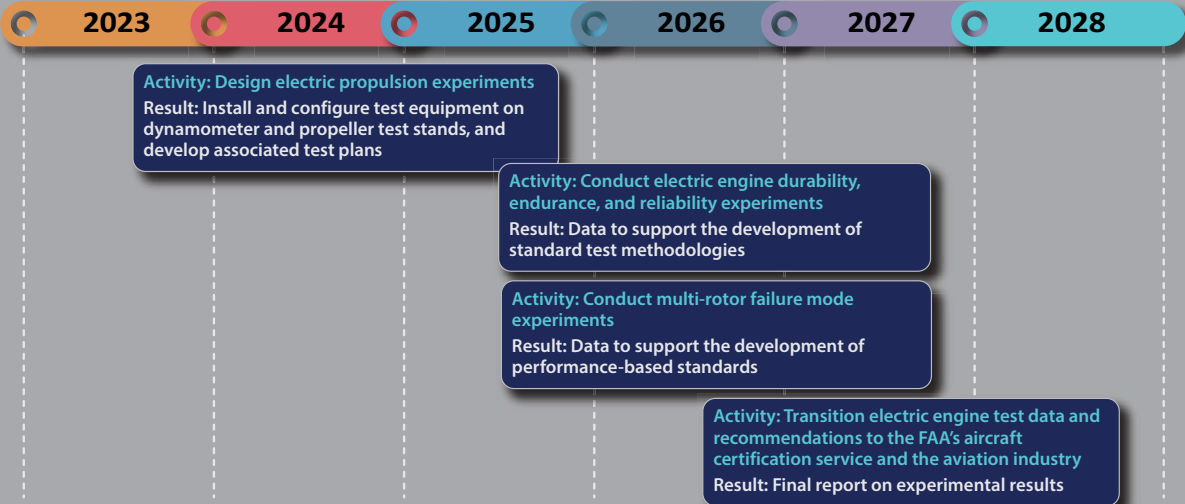 2023 2024 2025 2026 2027 2028
Activity: Design electric propulsion experiments
Result: Install and configure test equipment on
dynamometer and propeller test stands, and
develop associated test plans
Activity: Conduct electric engine durability,
endurance, and reliability experiments
Result: Data to support the development of
standard test methodologies
Activity: Conduct multi-rotor failure mode
experiments
Result: Data to support the development of
performance-based standards
Activity: Transition electric engine test data and
recommendations to the FAA’s aircraft
certification service and the aviation industry
Result: Final report on experimental results